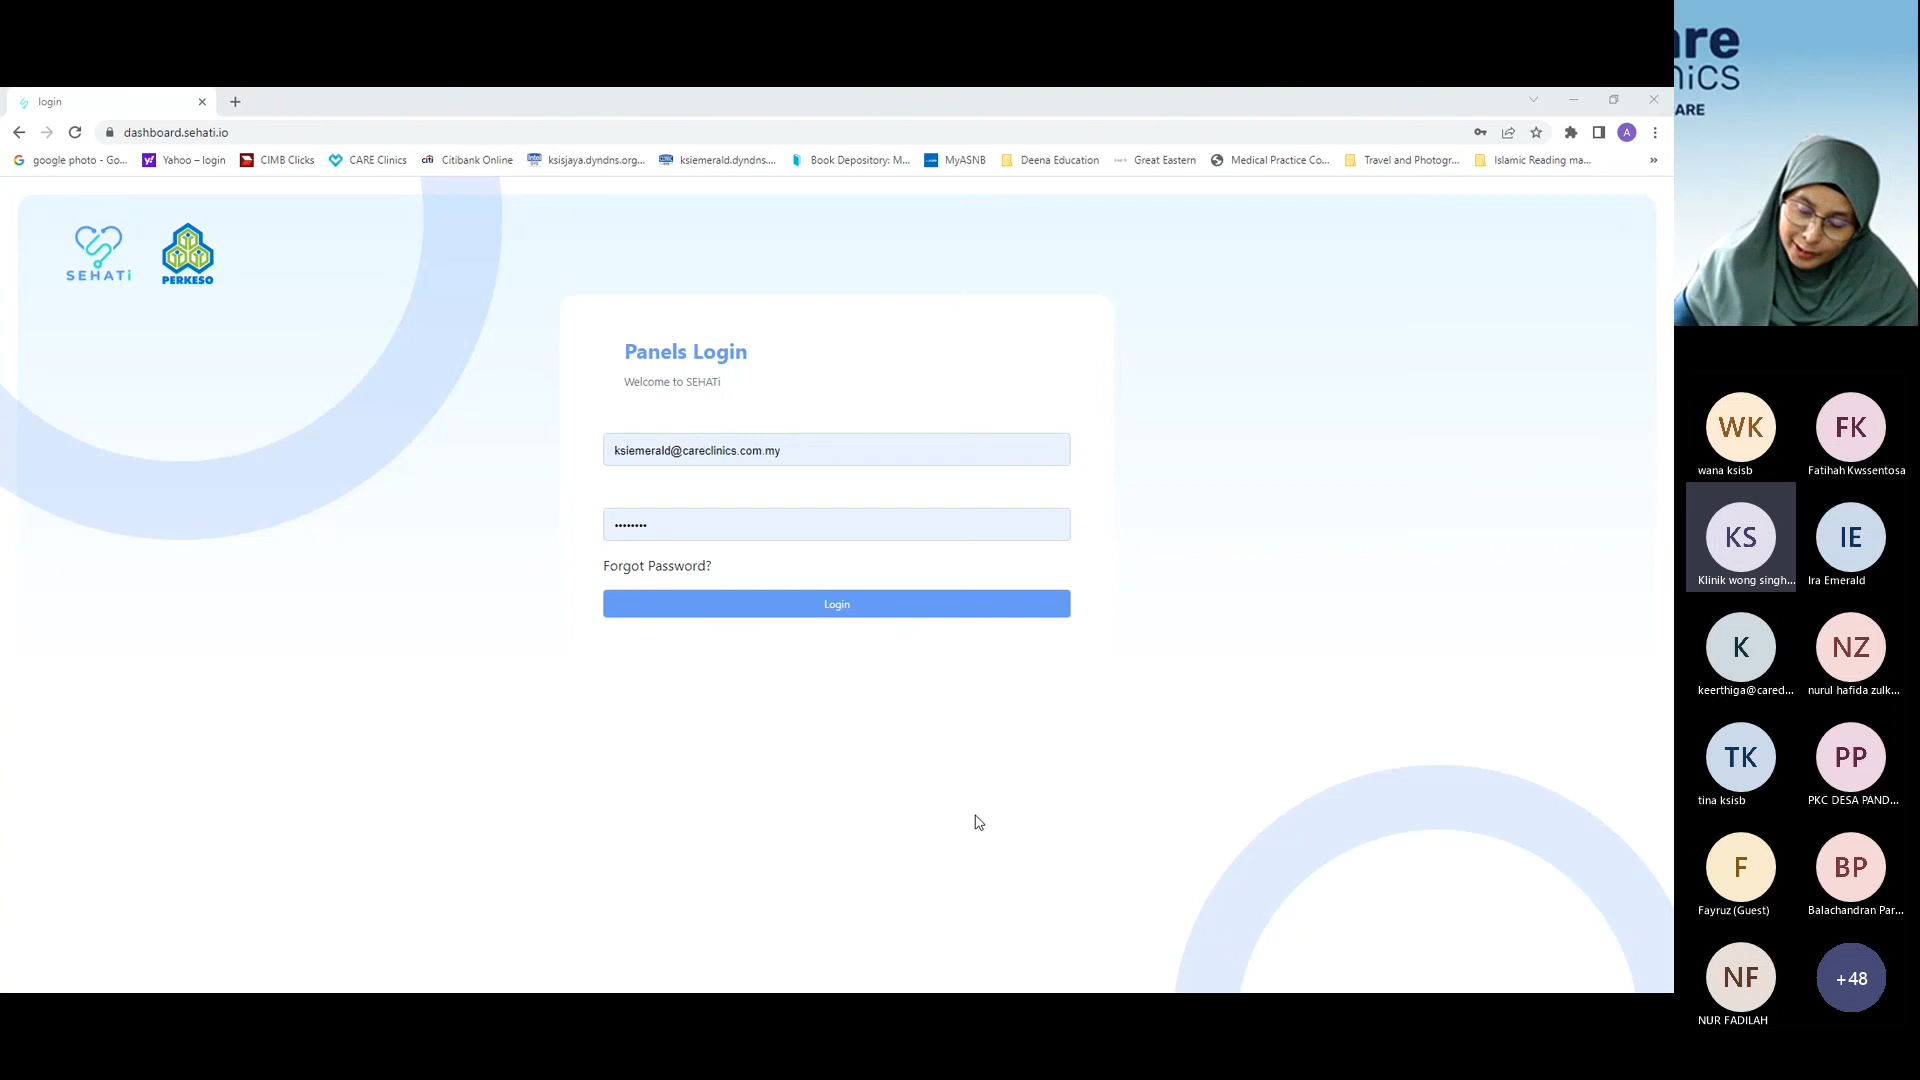 login
dashboard.sehati.io
google photo - Go...
Yahoo – login
CIMB Clicks
CARE Clinics
Citibank Online
ksisjaya.dyndns.org...
ksiemerald.dyndns....
Book Depository: M...
MyASNB
Deena Education
Great Eastern
Medical Practice Co...
Travel and Photogr...
Islamic Reading ma...
»
A
SEHATi
PERKESO
Panels Login
Welcome to SEHATi
ksiemerald@careclinics.com.my
••••••••
Forgot Password?
Login
are
nics
ARE
WK
wana ksisb
FK
Fatihah Kwssentosa
KS
Klinik wong singh...
IE
Ira Emerald
K
keerthiga@cared...
NZ
nurul hafida zulk...
TK
tina ksisb
PP
PKC DESA PAND...
F
Fayruz (Guest)
BP
Balachandran Par...
NF
NUR FADILAH
+48